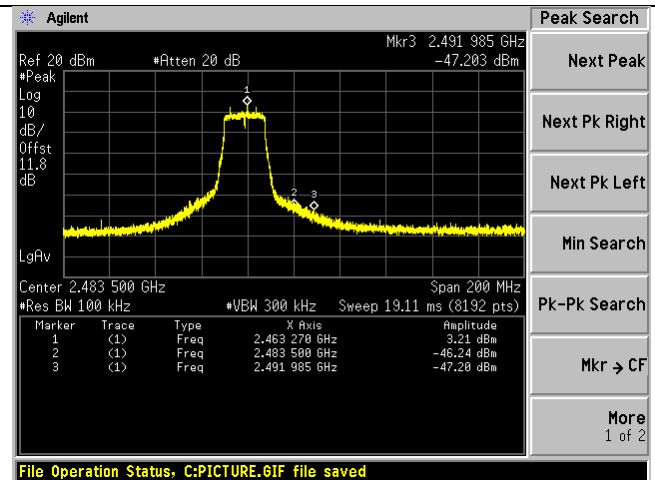 Agilent
Peak Search
Mkr3 2.491 985 GHz
Ref 20 dBm #Atten 20 dB -47.203 dBm
#Peak
Log
10
dB/
Offst
11.8
dB
LgAv
1
2
3
Center 2.483 500 GHz Span 200 MHz
#Res BW 100 kHz #VBW 300 kHz Sweep 19.11 ms (8192 pts)
Marker Trace Type X Axis Amplitude
1 (1) Freq 2.463 270 GHz 3.21 dBm
2 (1) Freq 2.483 500 GHz -46.24 dBm
3 (1) Freq 2.491 985 GHz -47.20 dBm
File Operation Status, C:PICTURE.GIF file saved
Next Peak
Next Pk Right
Next Pk Left
Min Search
Pk-Pk Search
Mkr → CF
More
1 of 2